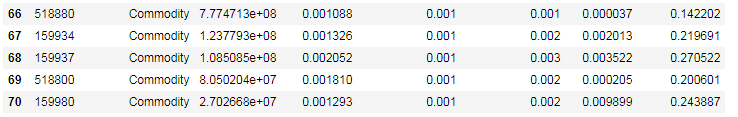 66 518880 Commodity 7.774713e+08 0.001088 0.001 0.001 0.000037 0.142202
67 159934 Commodity 1.237793e+08 0.001326 0.001 0.002 0.002013 0.219691
68 159937 Commodity 1.085085e+08 0.002052 0.001 0.003 0.003522 0.270522
69 518800 Commodity 8.050204e+07 0.001810 0.001 0.002 0.000205 0.200601
70 159980 Commodity 2.702668e+07 0.001293 0.001 0.002 0.009899 0.243887